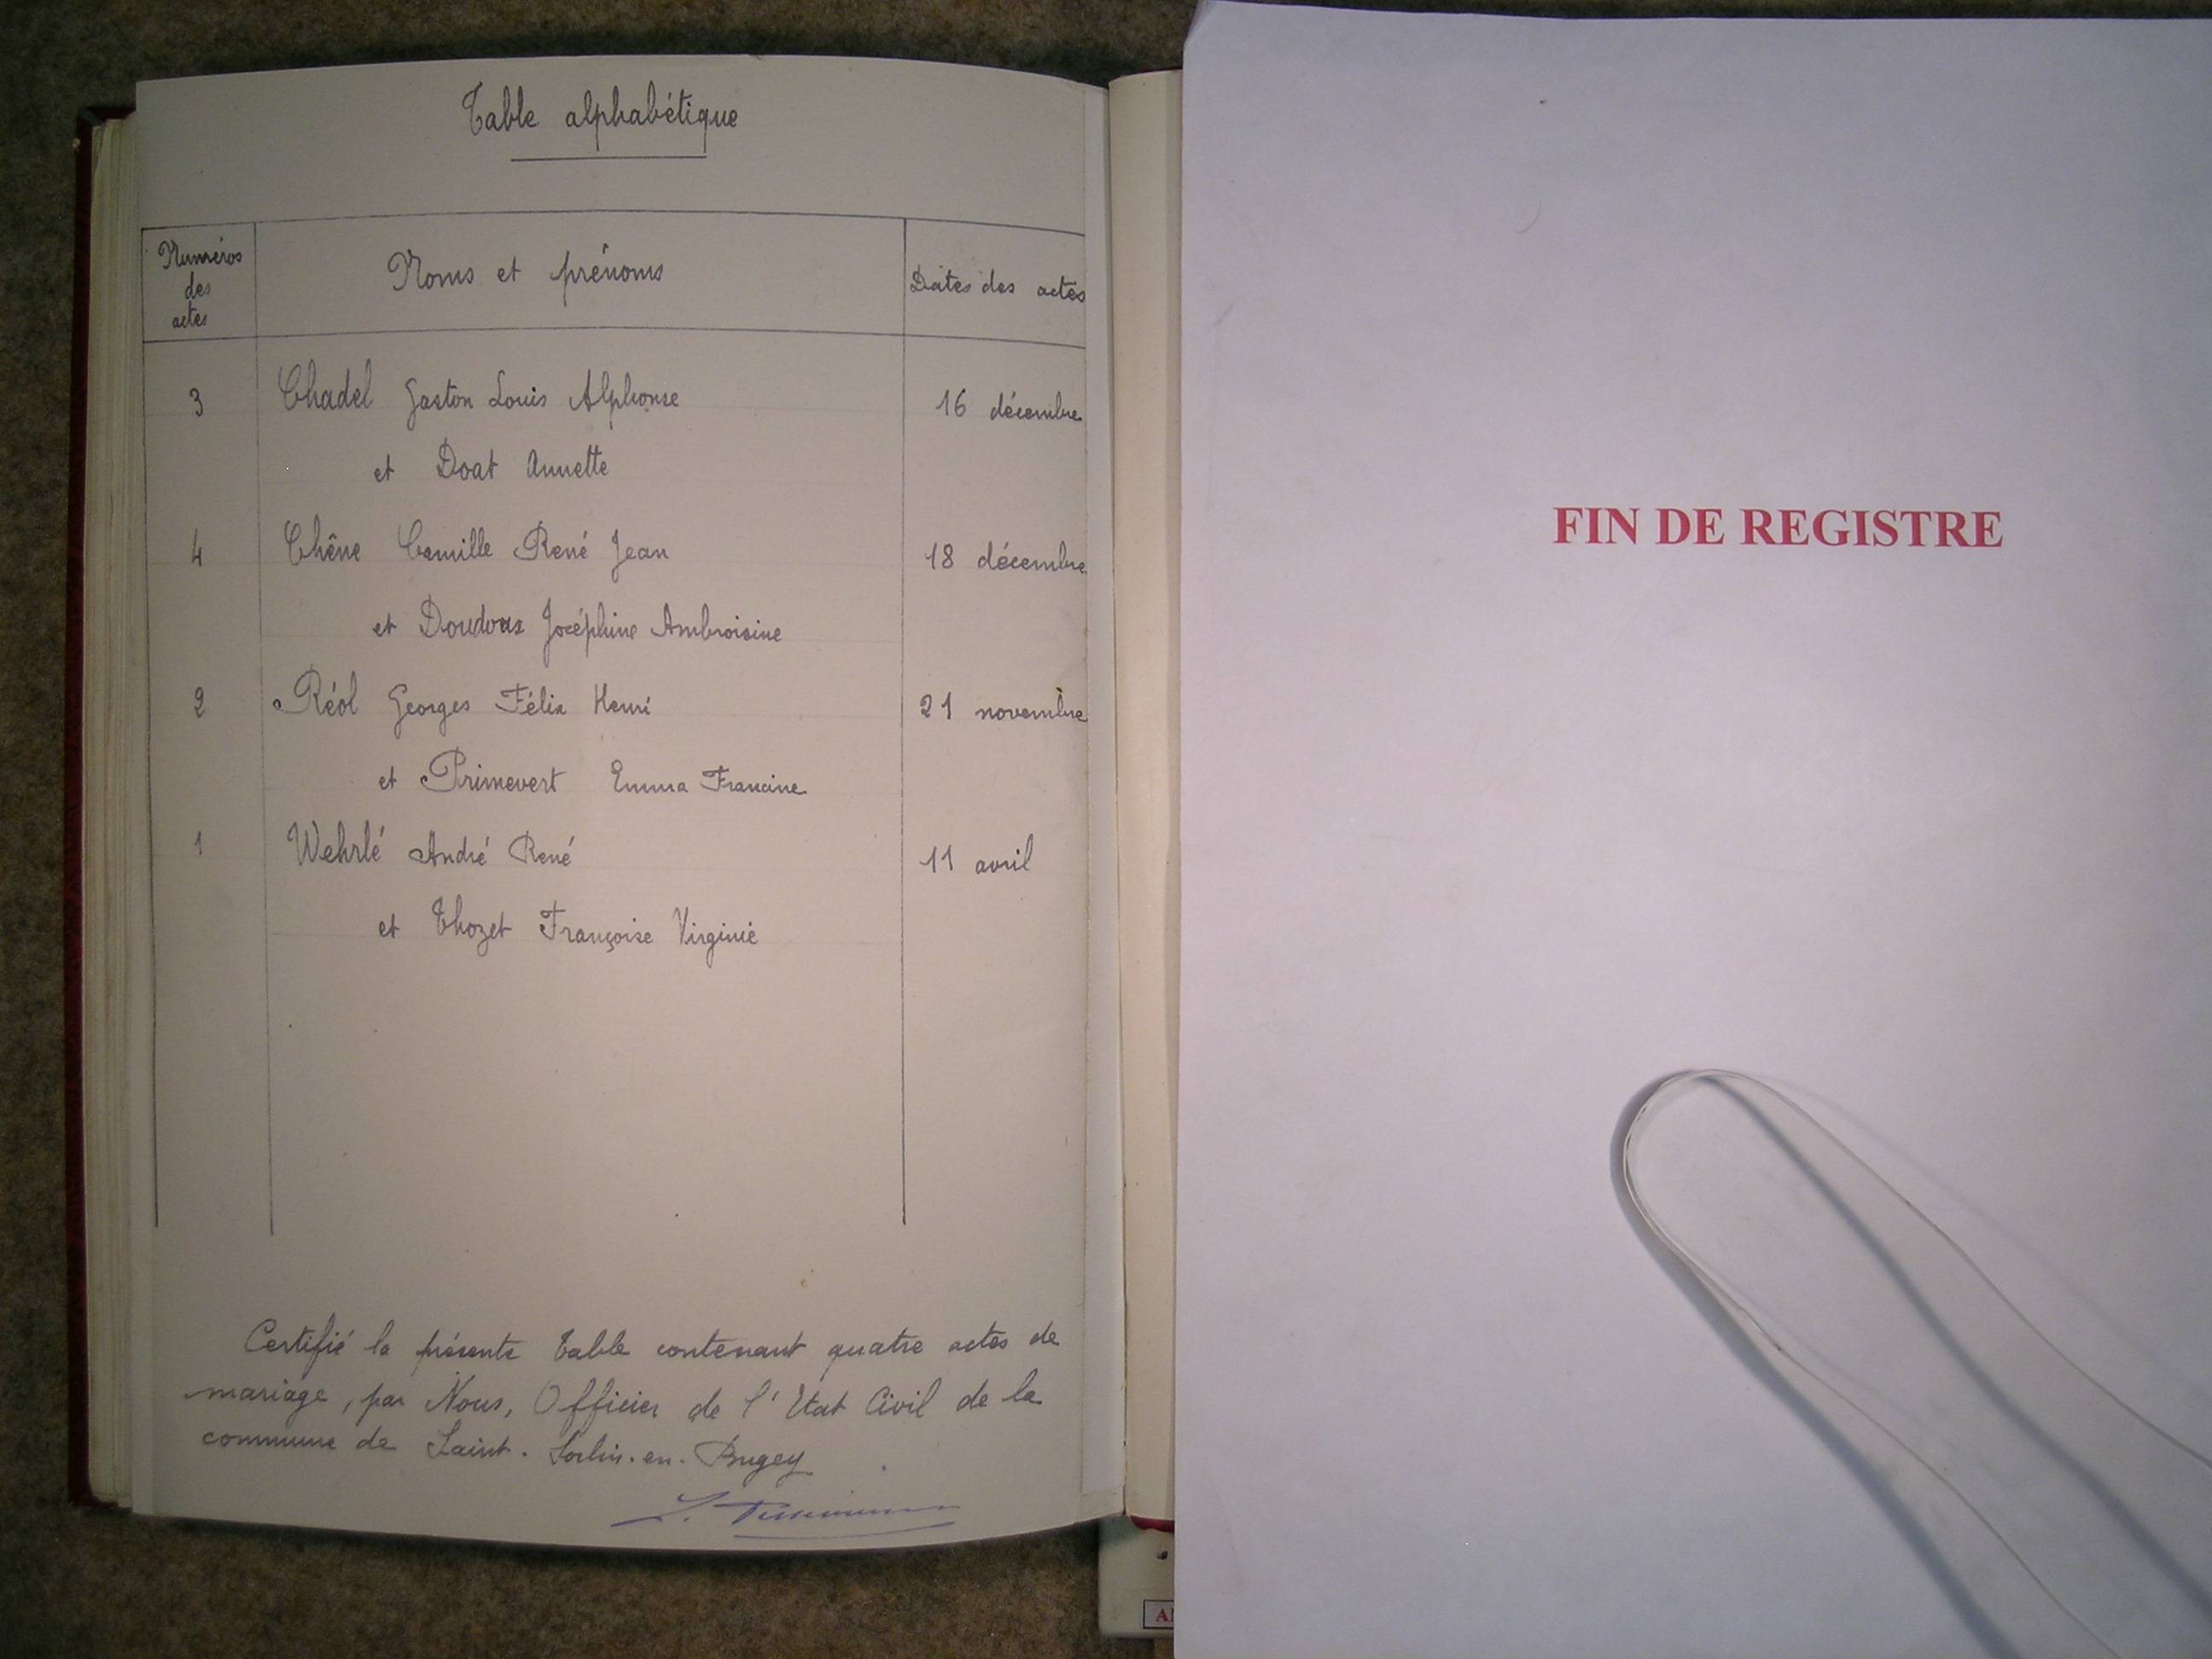 Table alphabétique
Numéros
des
actes
Noms et prénoms
Dates des actes
3 Chadel Gaston Louis Alphonse 16 décembre
et Doat Annette
4 Chêne Camille René Jean 18 décembre
et Doudoux Joséphine Ambroisine
2 Réol Georges Félix Henri 21 novembre
et Primevert Emma Francine
1 Wehrlé André René 11 avril
et Thozet Françoise Virginie
Certifié la présente table contenant quatre actes de
mariage, par Nous, Officier de l'Etat Civil de la
commune de Saint-Sorlin-en-Bugey
FIN DE REGISTRE